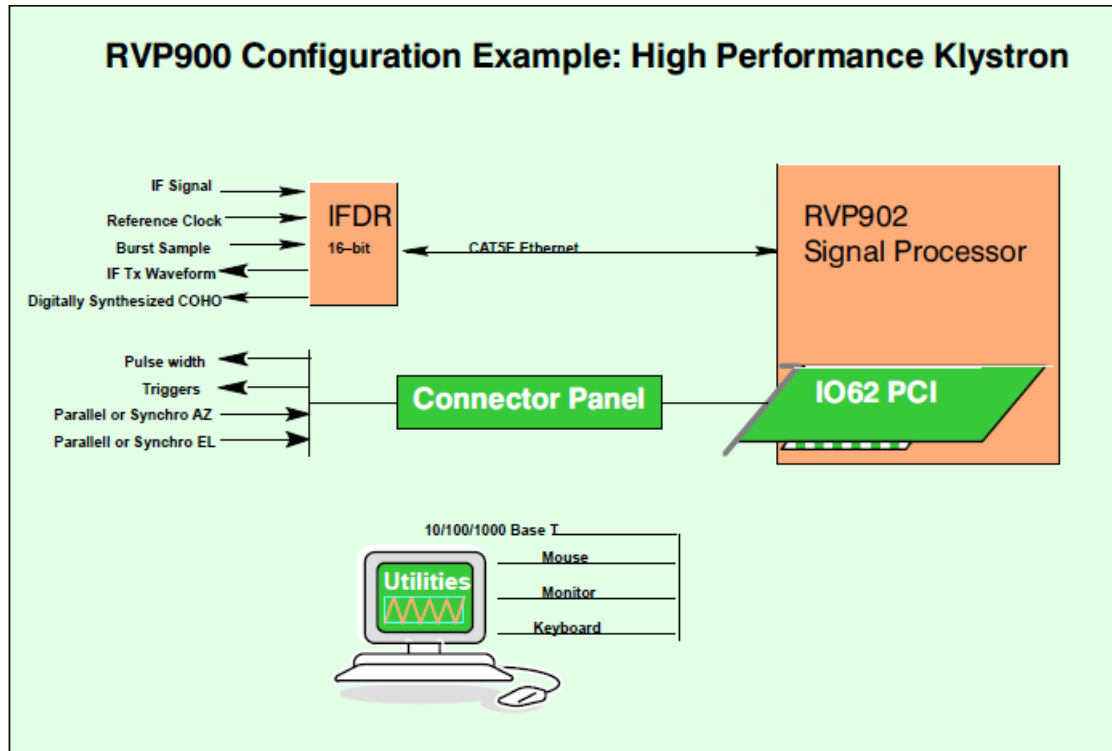 RVP900 Configuration Example: High Performance Klystron
IF Signal
Reference Clock
Burst Sample
IF Tx Waveform
Digitally Synthesized COHO
IFDR
16–bit
CAT5E Ethernet
RVP902
Signal Processor
Pulse width
Triggers
Parallel or Synchro AZ
Parallell or Synchro EL
Connector Panel
IO62 PCI
10/100/1000 Base T
Mouse
Monitor
Keyboard
Utilities